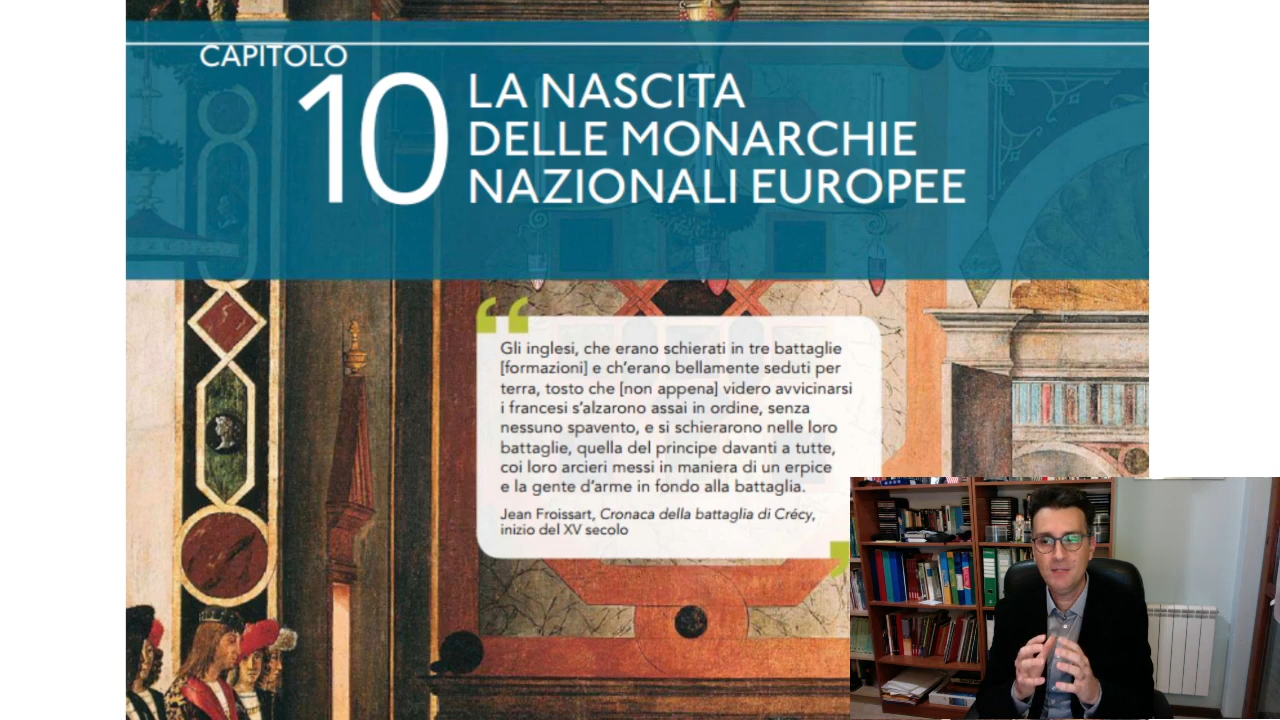 CAPITOLO
10
LA NASCITA
DELLE MONARCHIE
NAZIONALI EUROPEE
Gli inglesi, che erano schierati in tre battaglie
[formazioni] e ch'erano bellamente seduti per
terra, tosto che [non appena] videro avvicinarsi
i francesi s'alzarono assai in ordine, senza
nessuno spavento, e si schierarono nelle loro
battaglie, quella del principe davanti a tutte,
coi loro arcieri messi in maniera di un erpice
e la gente d'arme in fondo alla battaglia.
Jean Froissart, Cronaca della battaglia di Crécy,
inizio del XV secolo